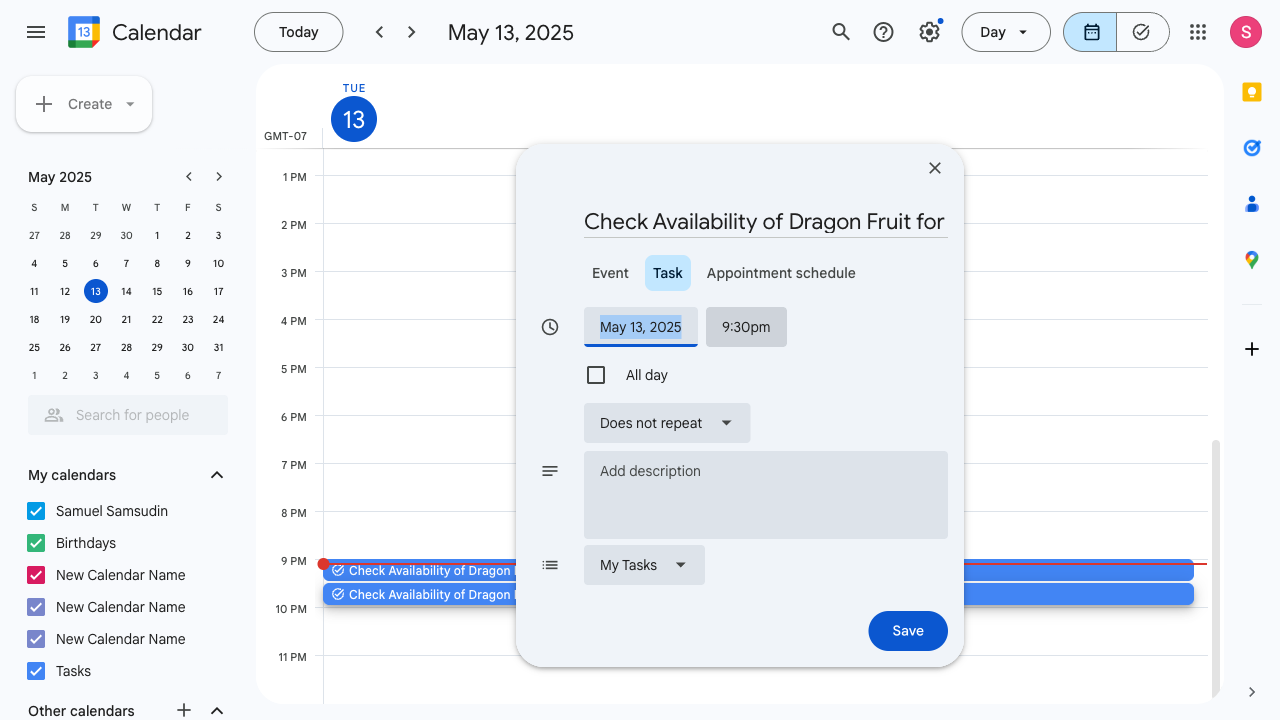 13
Calendar
Today
May 13, 2025
Day
S
Create
TUE
13
GMT-07
May 2025
S M T W T F S
27 28 29 30 1 2 3
4 5 6 7 8 9 10
11 12 13 14 15 16 17
18 19 20 21 22 23 24
25 26 27 28 29 30 31
1 2 3 4 5 6 7
Search for people
My calendars
Samuel Samsudin
Birthdays
New Calendar Name
New Calendar Name
New Calendar Name
Tasks
Other calendars
1 PM
2 PM
3 PM
4 PM
5 PM
6 PM
7 PM
8 PM
9 PM
10 PM
11 PM
Check Availability of Dragon
Check Availability of Dragon
Check Availability of Dragon Fruit for
Event Task Appointment schedule
May 13, 2025 9:30pm
All day
Does not repeat
Add description
My Tasks
Save